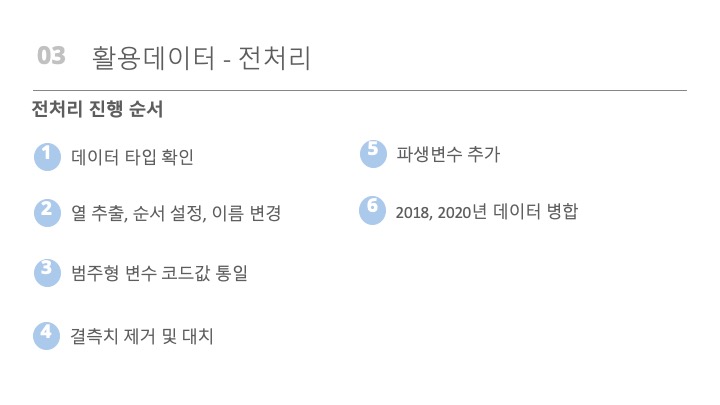 03 활용데이터 - 전처리
전처리 진행 순서
1 데이터 타입 확인
2 열 추출, 순서 설정, 이름 변경
3 범주형 변수 코드값 통일
4 결측치 제거 및 대치
5 파생변수 추가
6 2018, 2020년 데이터 병합